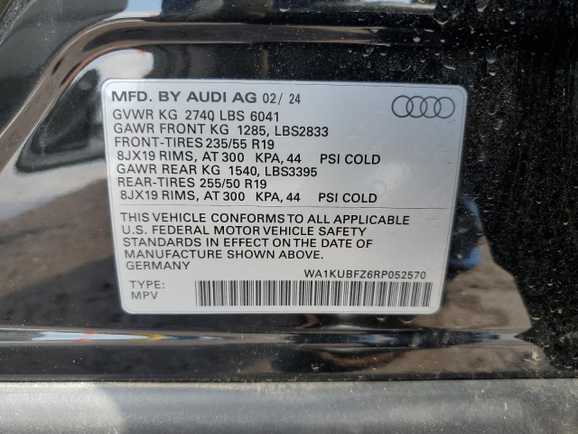 MFD. BY AUDI AG 02/ 24
GVWR KG 2740 LBS 6041
GAWR FRONT KG 1285, LBS2833
FRONT-TIRES 235/55 R19
8JX19 RIMS, AT 300 KPA, 44 PSI COLD
GAWR REAR KG 1540, LBS3395
REAR-TIRES 255/50 R19
8JX19 RIMS, AT 300 KPA, 44 PSI COLD
THIS VEHICLE CONFORMS TO ALL APPLICABLE
U.S. FEDERAL MOTOR VEHICLE SAFETY
STANDARDS IN EFFECT ON THE DATE OF
MANUFACTURE SHOWN ABOVE.
GERMANY
WA1KUBFZ6RP052570
TYPE:
MPV